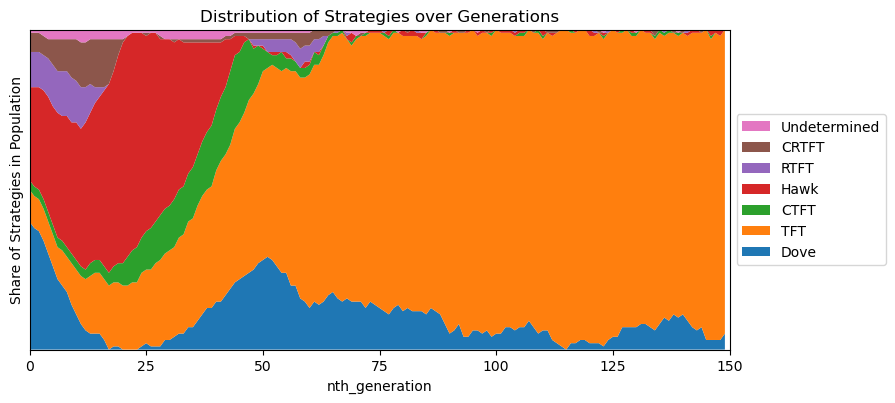 Distribution of Strategies over Generations
Share of Strategies in Population
Undetermined
CRTFT
RTFT
Hawk
CTFT
TFT
Dove
0 25 50 75 100 125 150
nth_generation